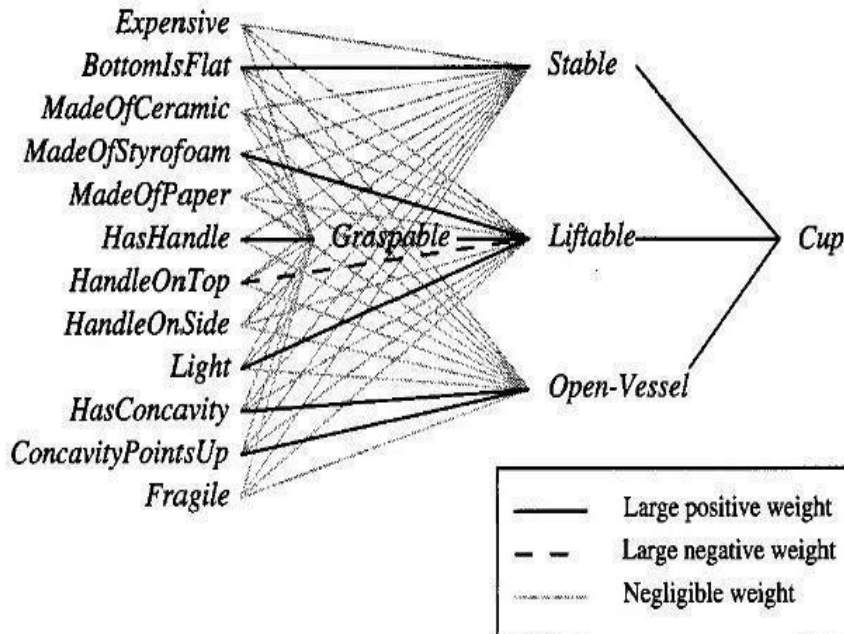 Expensive
BottomIsFlat
MadeOfCeramic
MadeOfStyrofoam
MadeOfPaper
HasHandle
HandleOnTop
HandleOnSide
Light
HasConcavity
ConcavityPointsUp
Fragile
Graspable
Stable
Liftable
Open-Vessel
Cup
Large positive weight
Large negative weight
Negligible weight